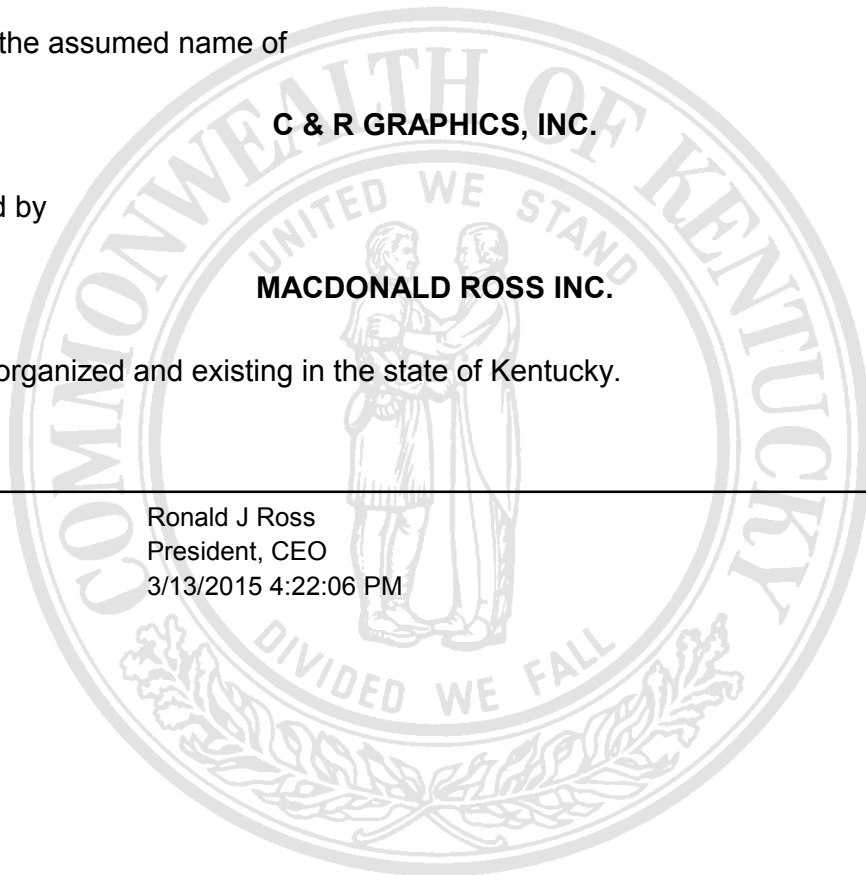 the assumed name of
C & R GRAPHICS, INC.
d by
MACDONALD ROSS INC.
organized and existing in the state of Kentucky.
Ronald J Ross
President, CEO
3/13/2015 4:22:06 PM
COMMONWEALTH OF KENTUCKY
UNITED WE STAND
DIVIDED WE FALL